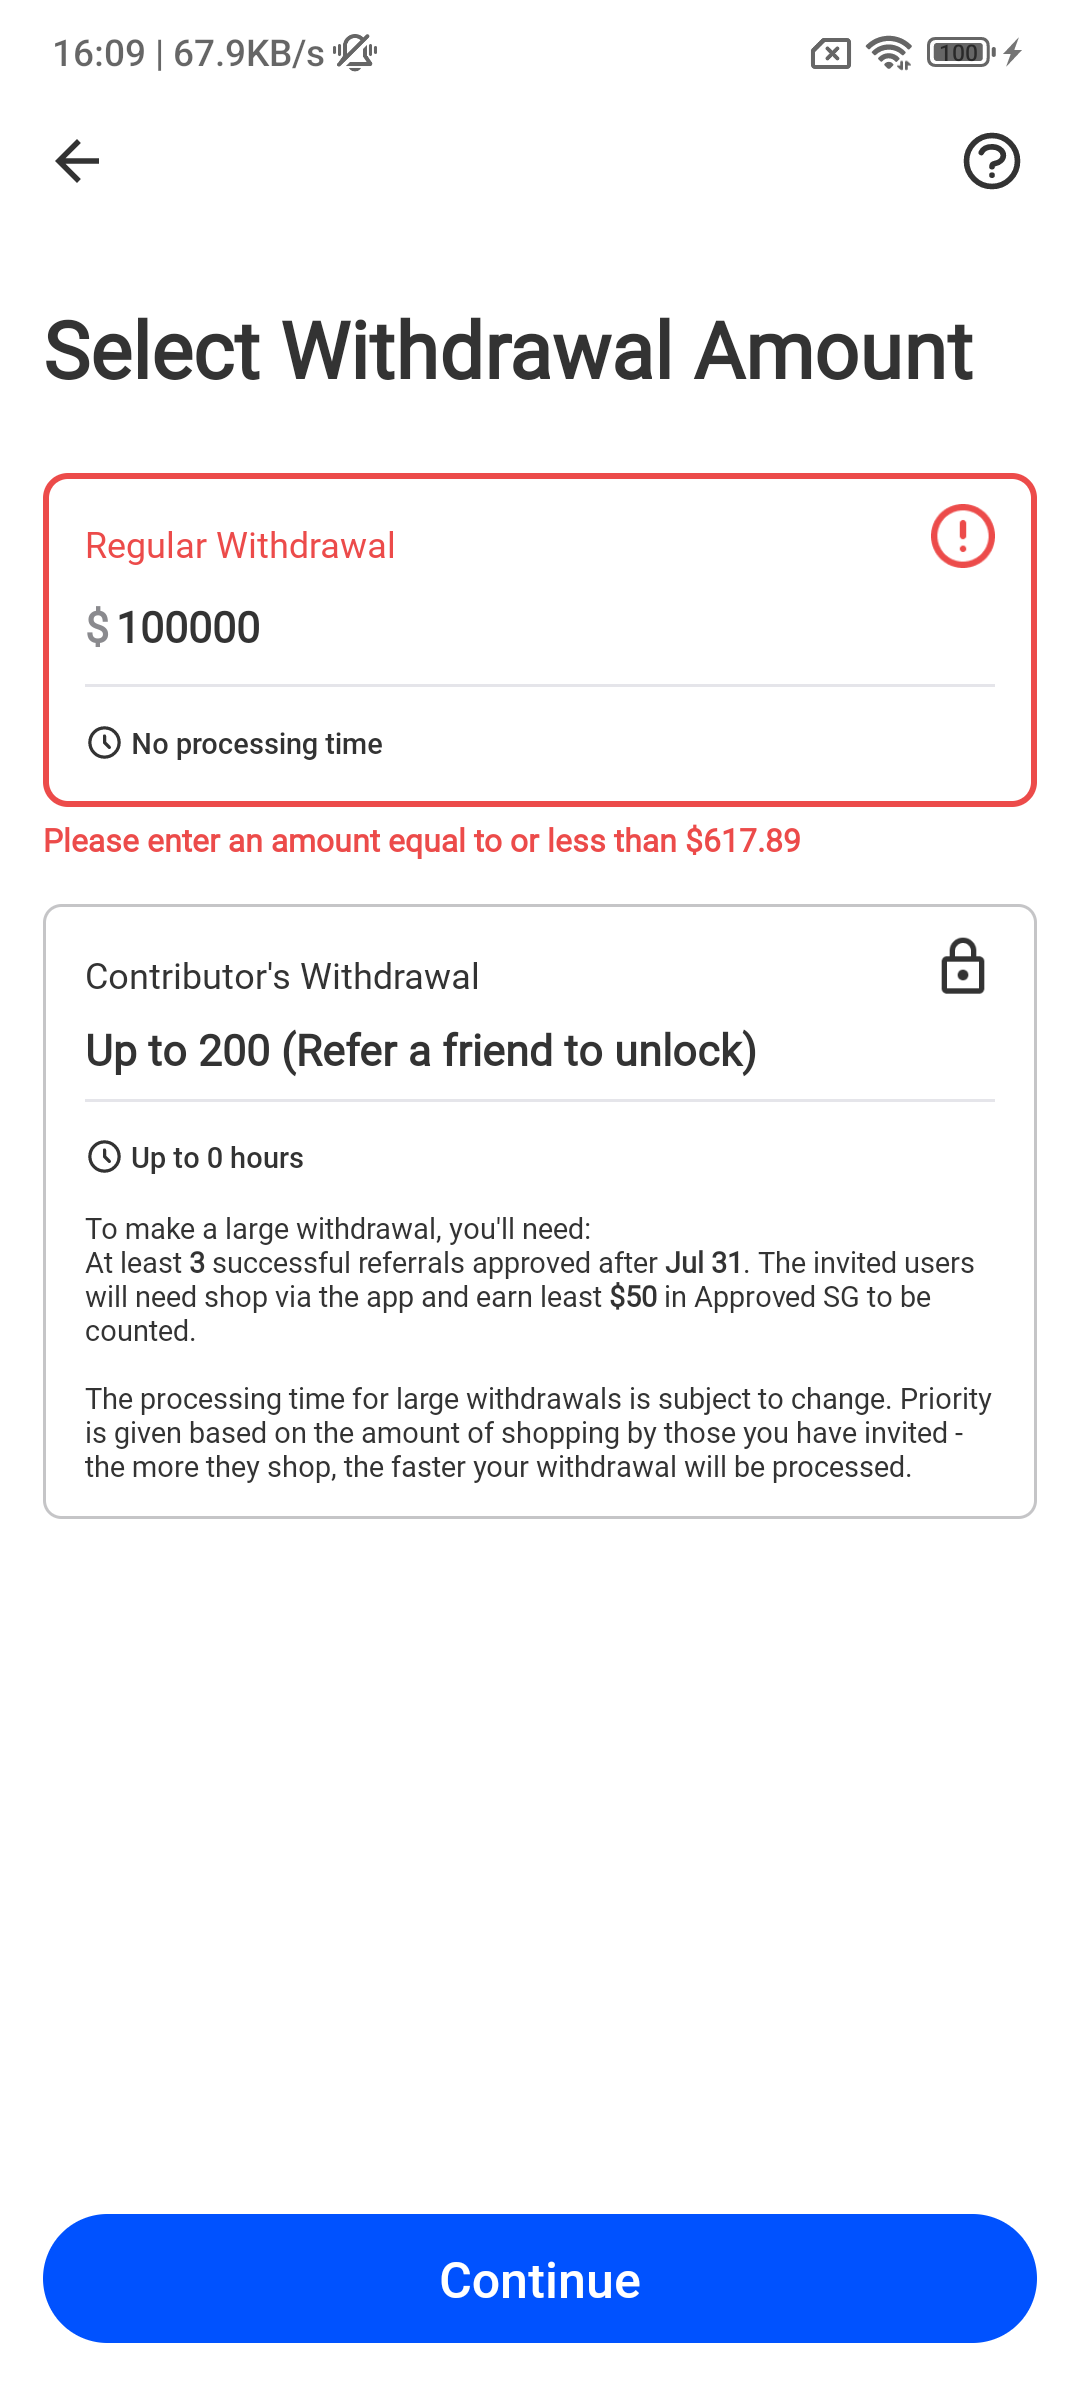 16:09 | 67.9KB/s
100
Select Withdrawal Amount
Regular Withdrawal
$ 100000
No processing time
Please enter an amount equal to or less than $617.89
Contributor's Withdrawal
Up to 200 (Refer a friend to unlock)
Up to 0 hours
To make a large withdrawal, you'll need:
At least 3 successful referrals approved after Jul 31. The invited users
will need shop via the app and earn least $50 in Approved SG to be
counted.
The processing time for large withdrawals is subject to change. Priority
is given based on the amount of shopping by those you have invited -
the more they shop, the faster your withdrawal will be processed.
Continue